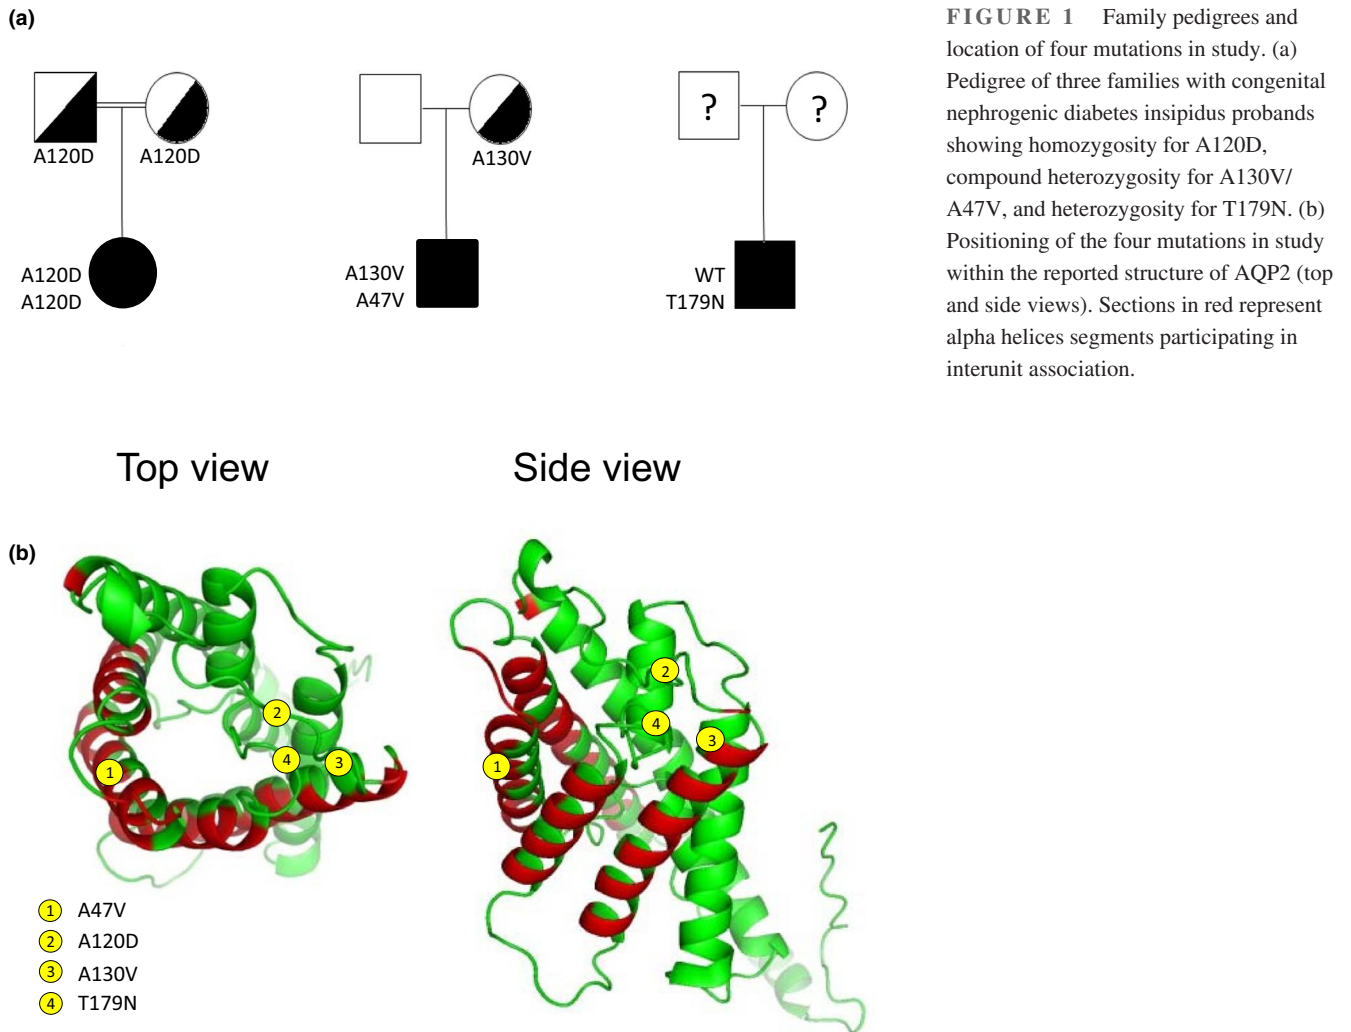 (a)
A120D
A120D
A120D
A120D
A130V
A130V
A47V
?
?
WT
T179N
FIGURE 1 Family pedigrees and
location of four mutations in study. (a)
Pedigree of three families with congenital
nephrogenic diabetes insipidus probands
showing homozygosity for A120D,
compound heterozygosity for A130V/
A47V, and heterozygosity for T179N. (b)
Positioning of the four mutations in study
within the reported structure of AQP2 (top
and side views). Sections in red represent
alpha helices segments participating in
interunit association.
Top view
Side view
(b)
2
4
3
1
2
4
3
1
1 A47V
2 A120D
3 A130V
4 T179N